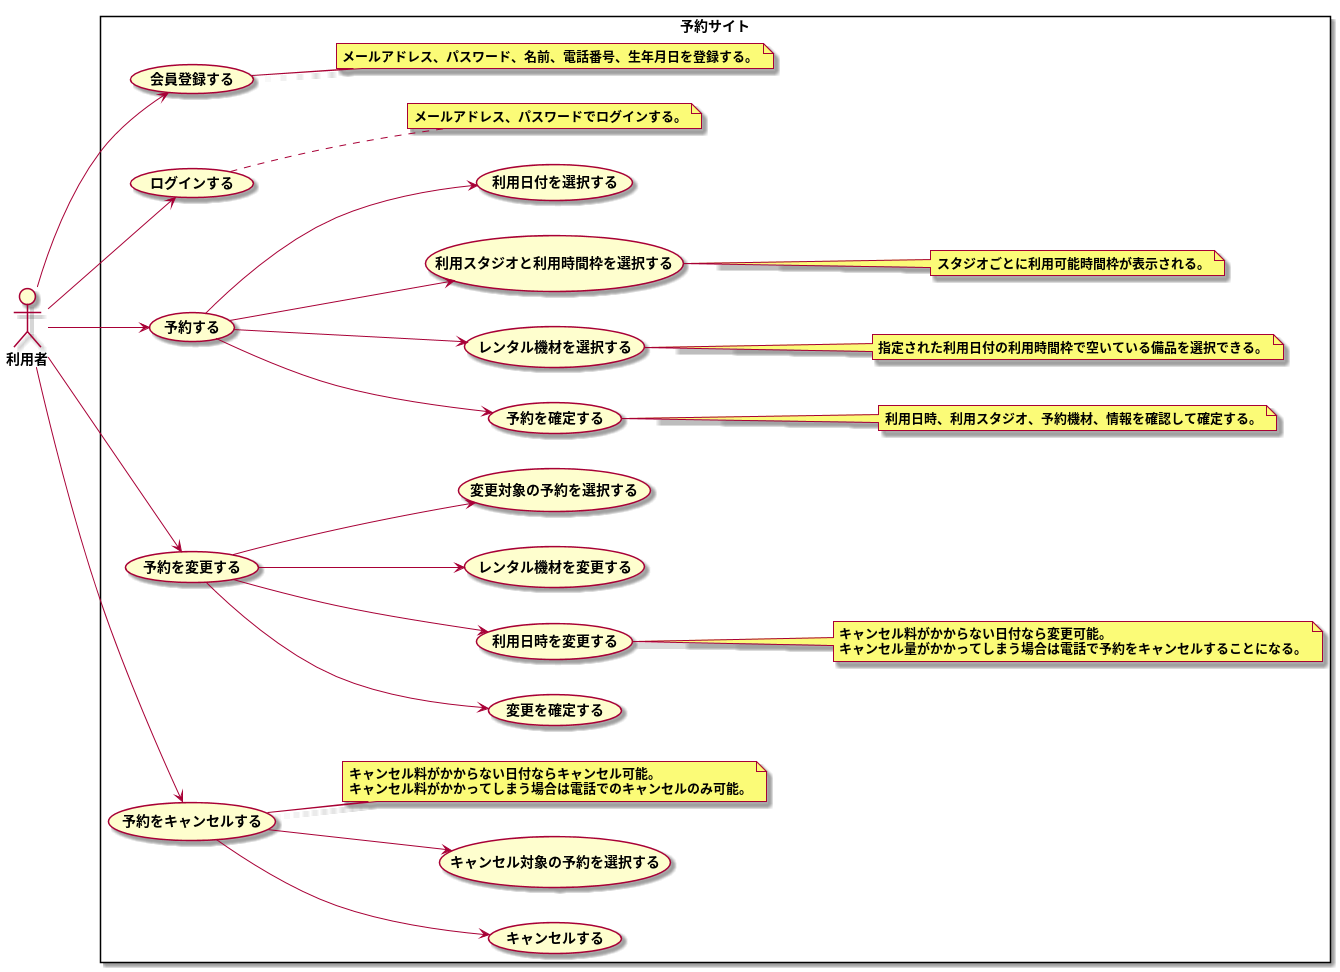 予約サイト
会員登録する
メールアドレス、パスワード、名前、電話番号、生年月日を登録する。
ログインする
メールアドレス、パスワードでログインする。
利用者
予約する
利用日付を選択する
利用スタジオと利用時間枠を選択する
スタジオごとに利用可能時間枠が表示される。
レンタル機材を選択する
指定された利用日付の利用時間枠で空いている備品を選択できる。
予約を確定する
利用日時、利用スタジオ、予約機材、情報を確認して確定する。
予約を変更する
変更対象の予約を選択する
レンタル機材を変更する
利用日時を変更する
キャンセル料がかからない日付なら変更可能。
キャンセル量がかかってしまう場合は電話で予約をキャンセルすることになる。
変更を確定する
予約をキャンセルする
キャンセル料がかからない日付ならキャンセル可能。
キャンセル料がかかってしまう場合は電話でのキャンセルのみ可能。
キャンセル対象の予約を選択する
キャンセルする